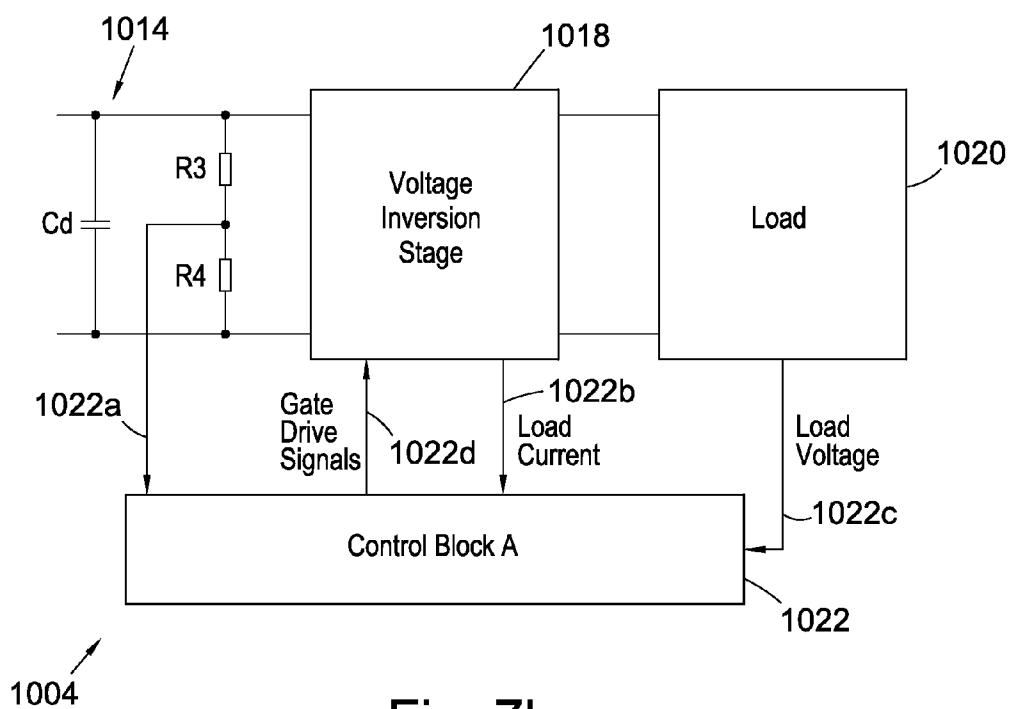 1014
1018
1020
R3
Cd
R4
Voltage
Inversion
Stage
Load
1022a
Gate
Drive
Signals
1022d
1022b
Load
Current
Load
Voltage
1022c
Control Block A
1022
1004